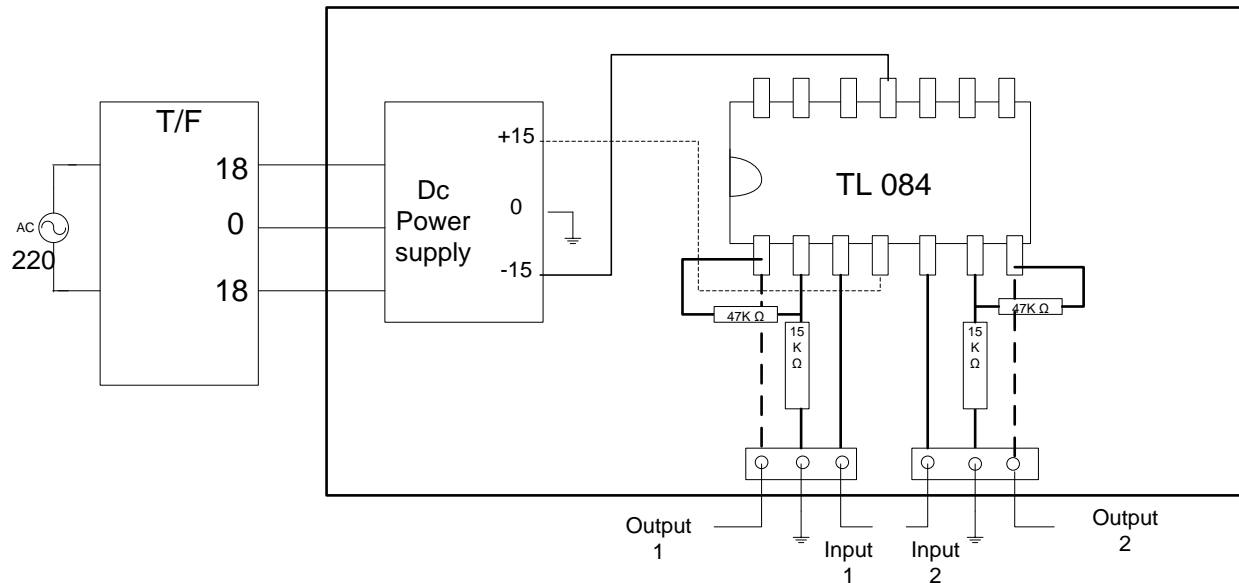 T/F
18
0
18
AC
220
Dc
Power
supply
+15
0
-15
TL 084
47K Ω
15
K
Ω
15
K
Ω
47K Ω
Output
1
Input
1
Input
2
Output
2